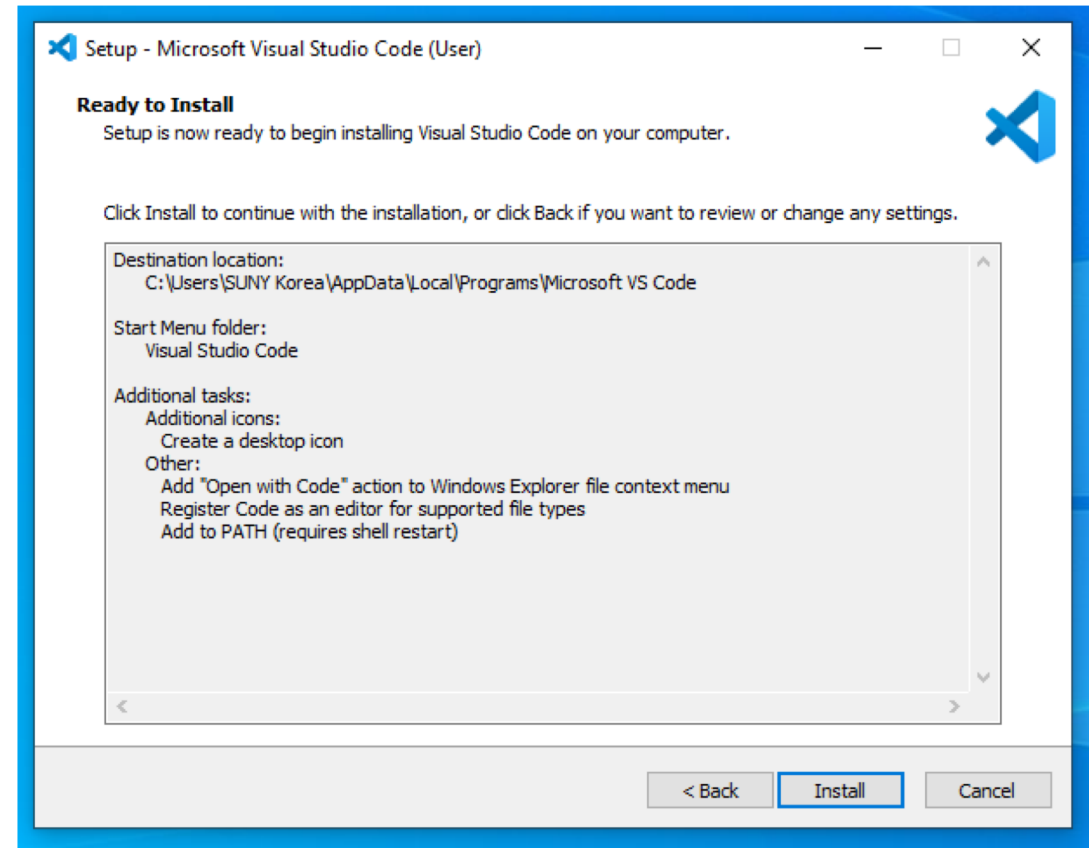 Setup - Microsoft Visual Studio Code (User)
Ready to Install
Setup is now ready to begin installing Visual Studio Code on your computer.
Click Install to continue with the installation, or click Back if you want to review or change any settings.
Destination location:
C:\Users\SUNY Korea\AppData\Local\Programs\Microsoft VS Code
Start Menu folder:
Visual Studio Code
Additional tasks:
Additional icons:
Create a desktop icon
Other:
Add "Open with Code" action to Windows Explorer file context menu
Register Code as an editor for supported file types
Add to PATH (requires shell restart)
< Back
Install
Cancel